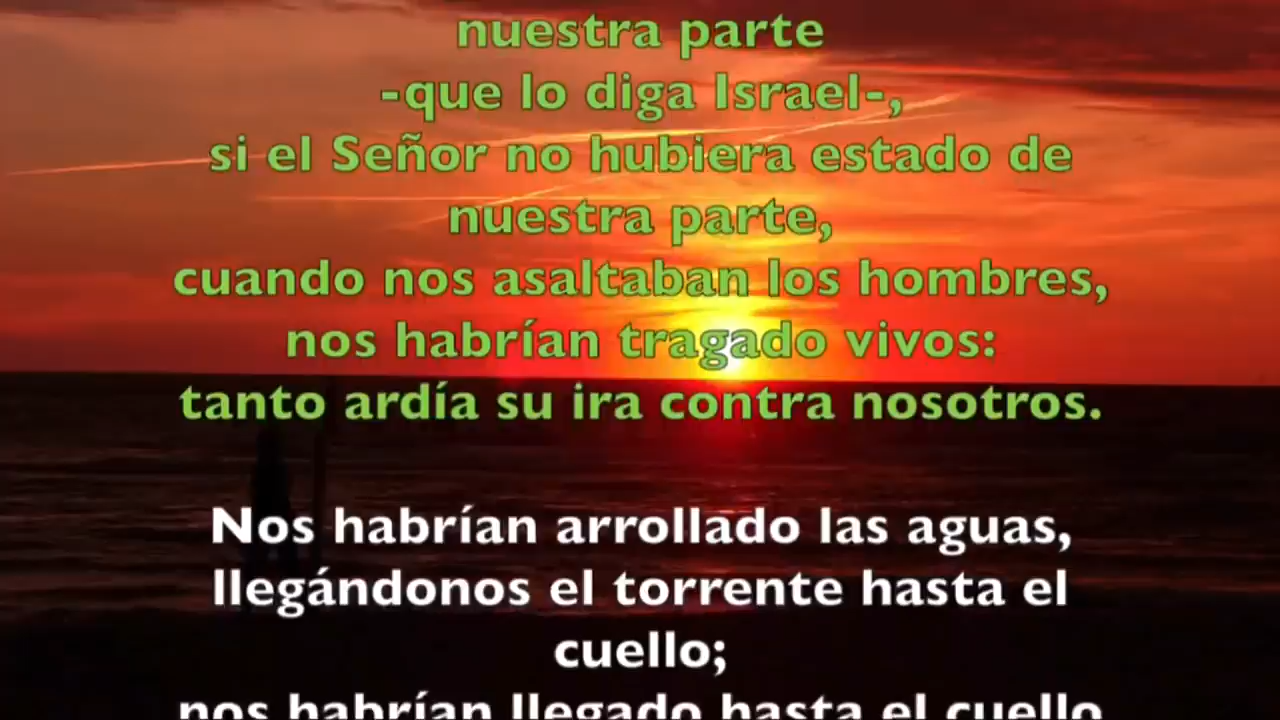 nuestra parte
-que lo diga Israel-,
si el Señor no hubiera estado de
nuestra parte,
cuando nos asaltaban los hombres,
nos habrían tragado vivos:
tanto ardía su ira contra nosotros.
Nos habrían arrollado las aguas,
llegándonos el torrente hasta el
cuello;
nos habrían llegado hasta el cuello